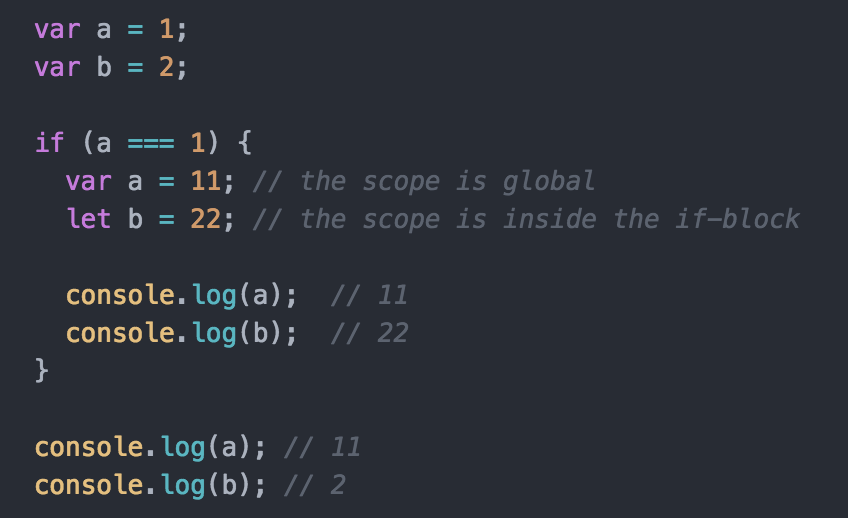 var a = 1;
var b = 2;

if (a === 1) {
  var a = 11; // the scope is global
  let b = 22; // the scope is inside the if-block

  console.log(a);  // 11
  console.log(b);  // 22
}

console.log(a); // 11
console.log(b); // 2